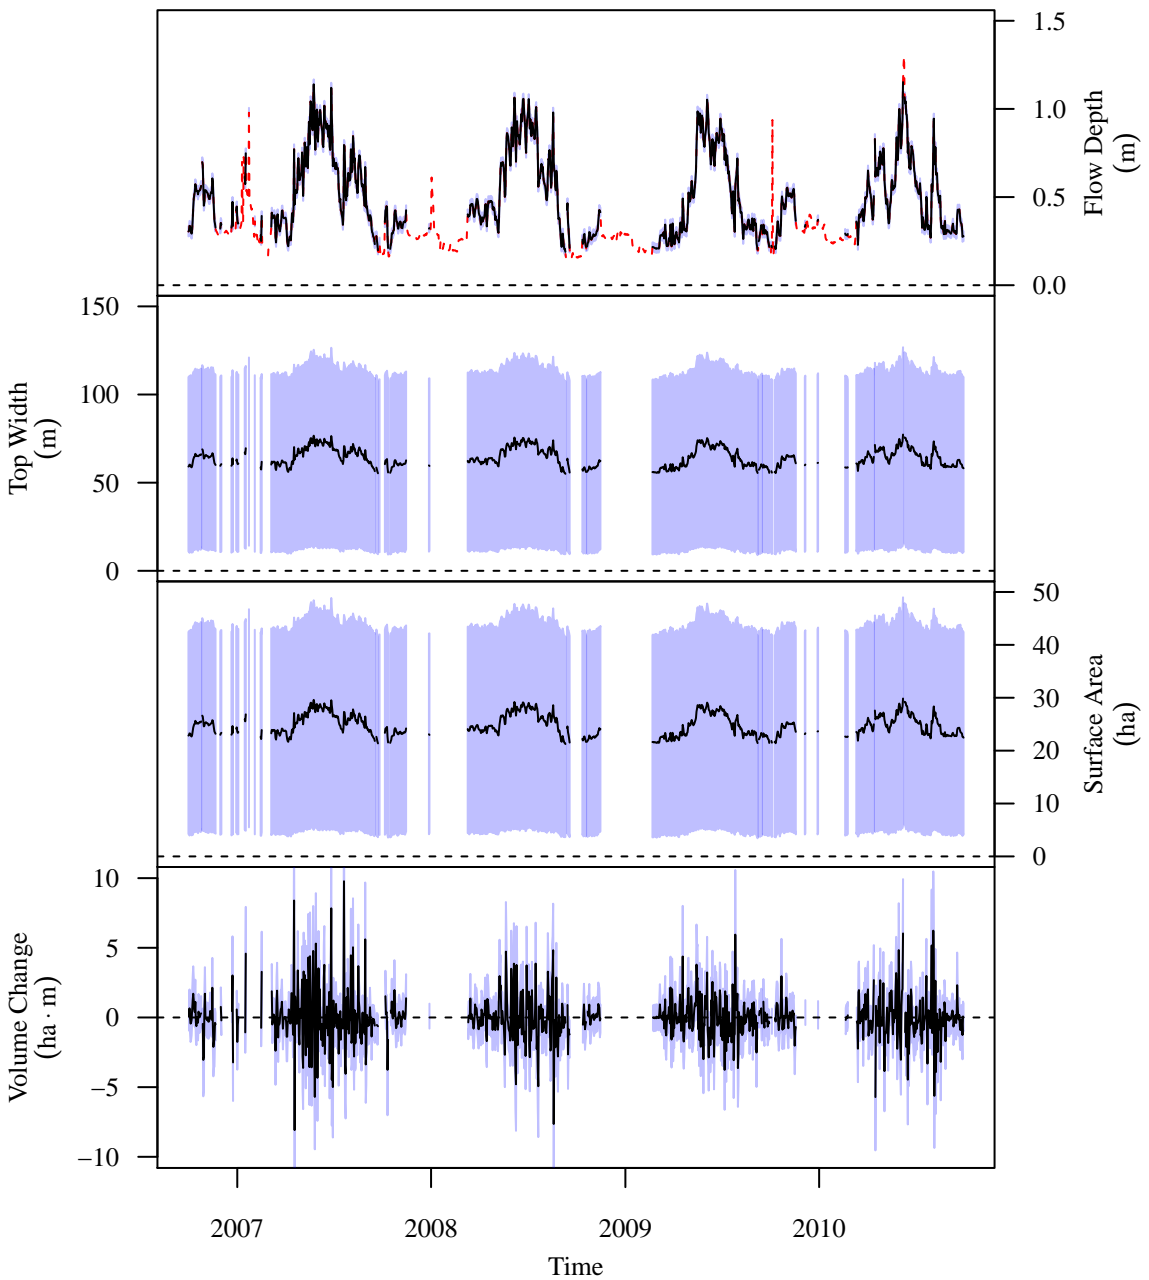 1.5
1.0
0.5
0.0
Flow Depth
(m)
150
100
50
0
Top Width
(m)
50
40
30
20
10
0
Surface Area
(ha)
10
5
0
−5
−10
Volume Change
(ha · m)
2007
2008
2009
2010
Time